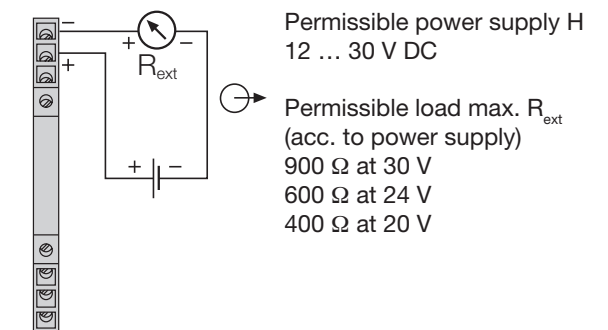 −
+ −
+
R_ext
+ −
Permissible power supply H
12 … 30 V DC
Permissible load max. R_ext
(acc. to power supply)
900 Ω at 30 V
600 Ω at 24 V
400 Ω at 20 V